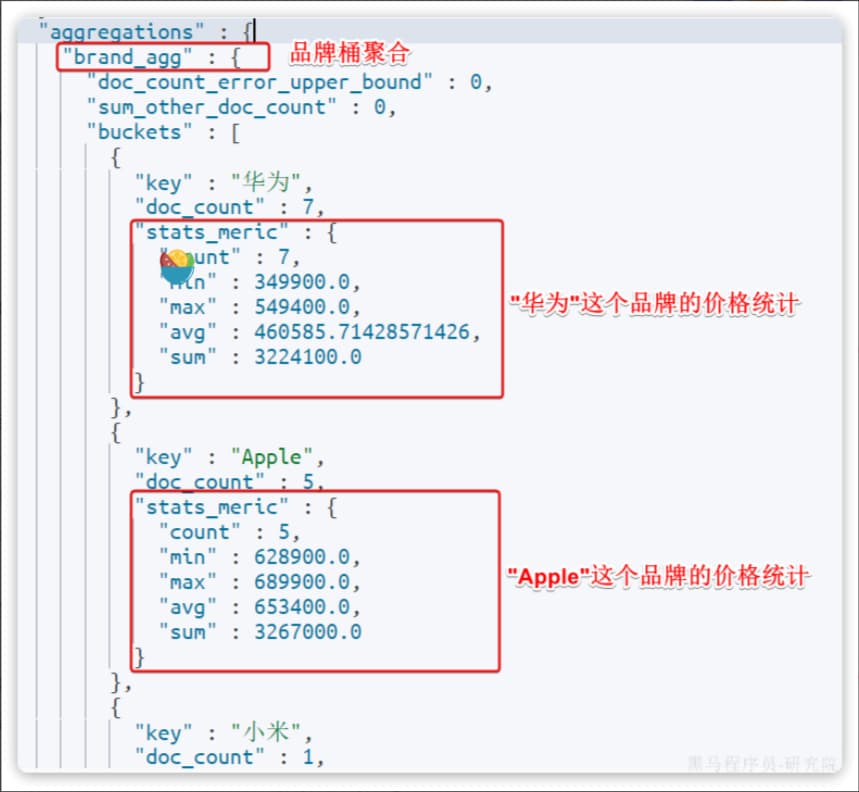 "aggregations" : {
"brand_agg" : { 品牌桶聚合
"doc_count_error_upper_bound" : 0,
"sum_other_doc_count" : 0,
"buckets" : [
{
"key" : "华为",
"doc_count" : 7,
"stats_meric" : {
unt" : 7,
in" : 349900.0,
"max" : 549400.0, "华为"这个品牌的价格统计
"avg" : 460585.71428571426,
"sum" : 3224100.0
}
},
{
"key" : "Apple",
"doc_count" : 5,
"stats_meric" : {
"count" : 5,
"min" : 628900.0,
"max" : 689900.0, "Apple"这个品牌的价格统计
"avg" : 653400.0,
"sum" : 3267000.0
}
},
{
"key" : "小米",
"doc_count" : 1,
黑马程序员-研究院